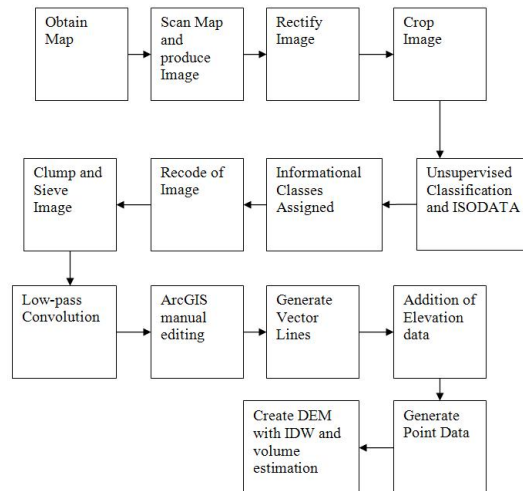 Obtain
Map
Scan Map
and
produce
Image
Rectify
Image
Crop
Image
Unsupervised
Classification
and ISODATA
Informational
Classes
Assigned
Recode of
Image
Clump and
Sieve
Image
Low-pass
Convolution
ArcGIS
manual
editing
Generate
Vector
Lines
Addition of
Elevation
data
Generate
Point Data
Create DEM
with IDW and
volume
estimation